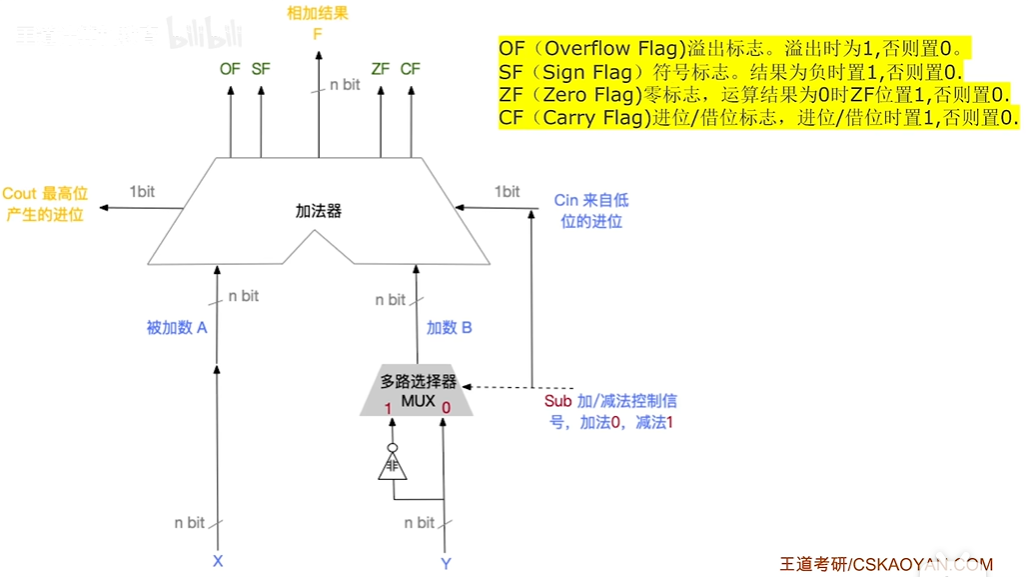 bilibili
相加结果
F
OF（Overflow Flag)溢出标志。溢出时为1,否则置0。
SF（Sign Flag）符号标志。结果为负时置1,否则置0.
ZF（Zero Flag)零标志，运算结果为0时ZF位置1,否则置0.
CF（Carry Flag)进位/借位标志，进位/借位时置1,否则置0.
OF SF ZF CF
n bit
Cout 最高位
产生的进位
1bit
加法器
1bit
Cin 来自低
位的进位
n bit
n bit
被加数 A
加数 B
多路选择器
MUX
1 0
Sub 加/减法控制信
号，加法0，减法1
非
n bit
n bit
X
Y
王道考研/CSKAOYAN.COM